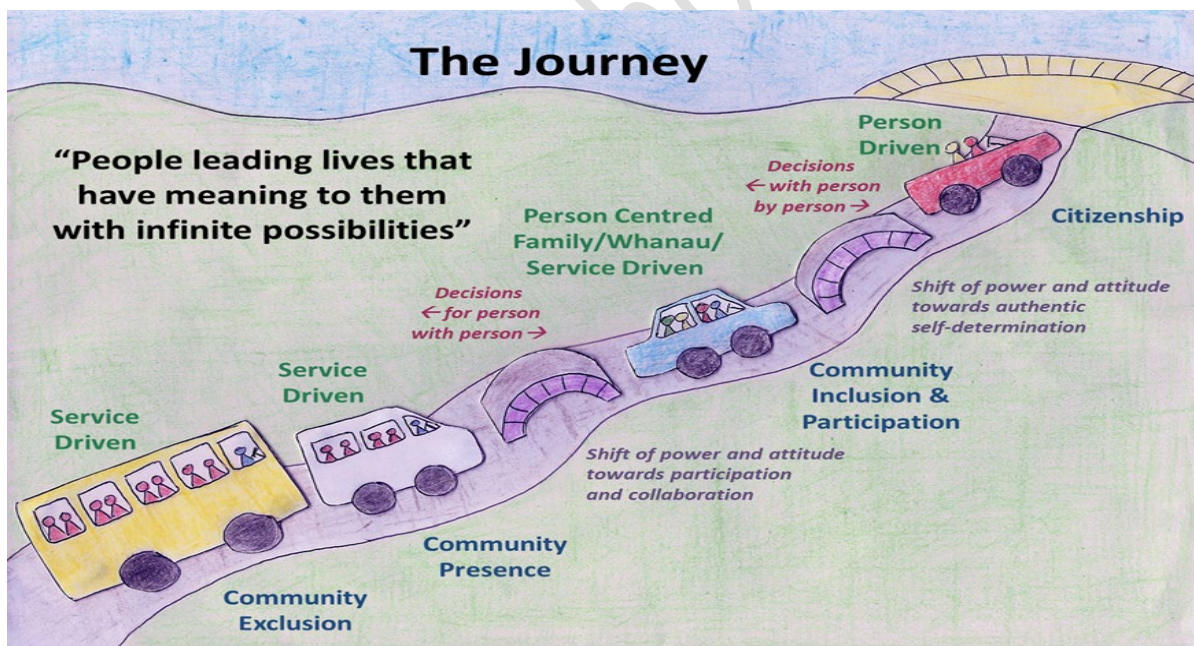 The Journey
“People leading lives that
have meaning to them
with infinite possibilities”
Service
Driven
Community
Exclusion
Service
Driven
Community
Presence
Decisions
← for person
with person →
Shift of power and attitude
towards participation
and collaboration
Person Centred
Family/Whanau/
Service Driven
Community
Inclusion &
Participation
Decisions
← with person
by person →
Shift of power and attitude
towards authentic
self-determination
Person
Driven
Citizenship